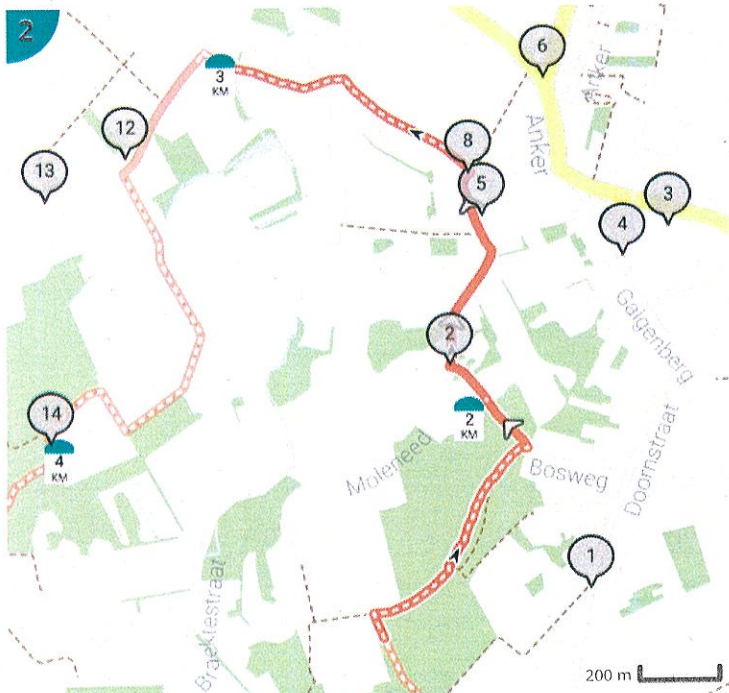 2
6
Anker
3
KM
12
8
Anker
13
5
3
4
2
Galgenberg
14
2
KM
4
KM
Moleneed
Bosweg
Doornstraat
1
Braeklestraat
200 m